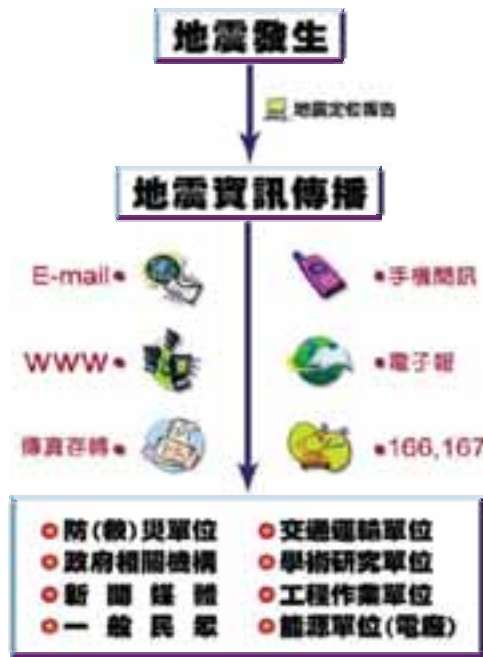 地震發生
地震定位報告
地震資訊傳播
E-mail
手機簡訊
WWW
電子報
傳真存轉
166,167
防(救)災單位
交通運輸單位
政府相關機構
學術研究單位
新聞媒體
工程作業單位
一般民眾
能源單位(電廠)